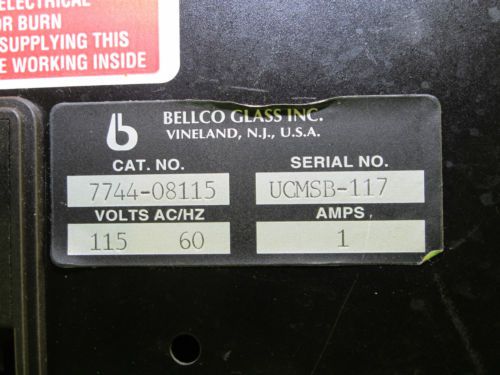 ELECTRICAL
OR BURN
SUPPLYING THIS
WORKING INSIDE
BELLCO GLASS INC.
VINELAND, N.J., U.S.A.
CAT. NO.
SERIAL NO.
7744-08115
UCMSB-117
VOLTS AC/HZ
AMPS
115 60
1